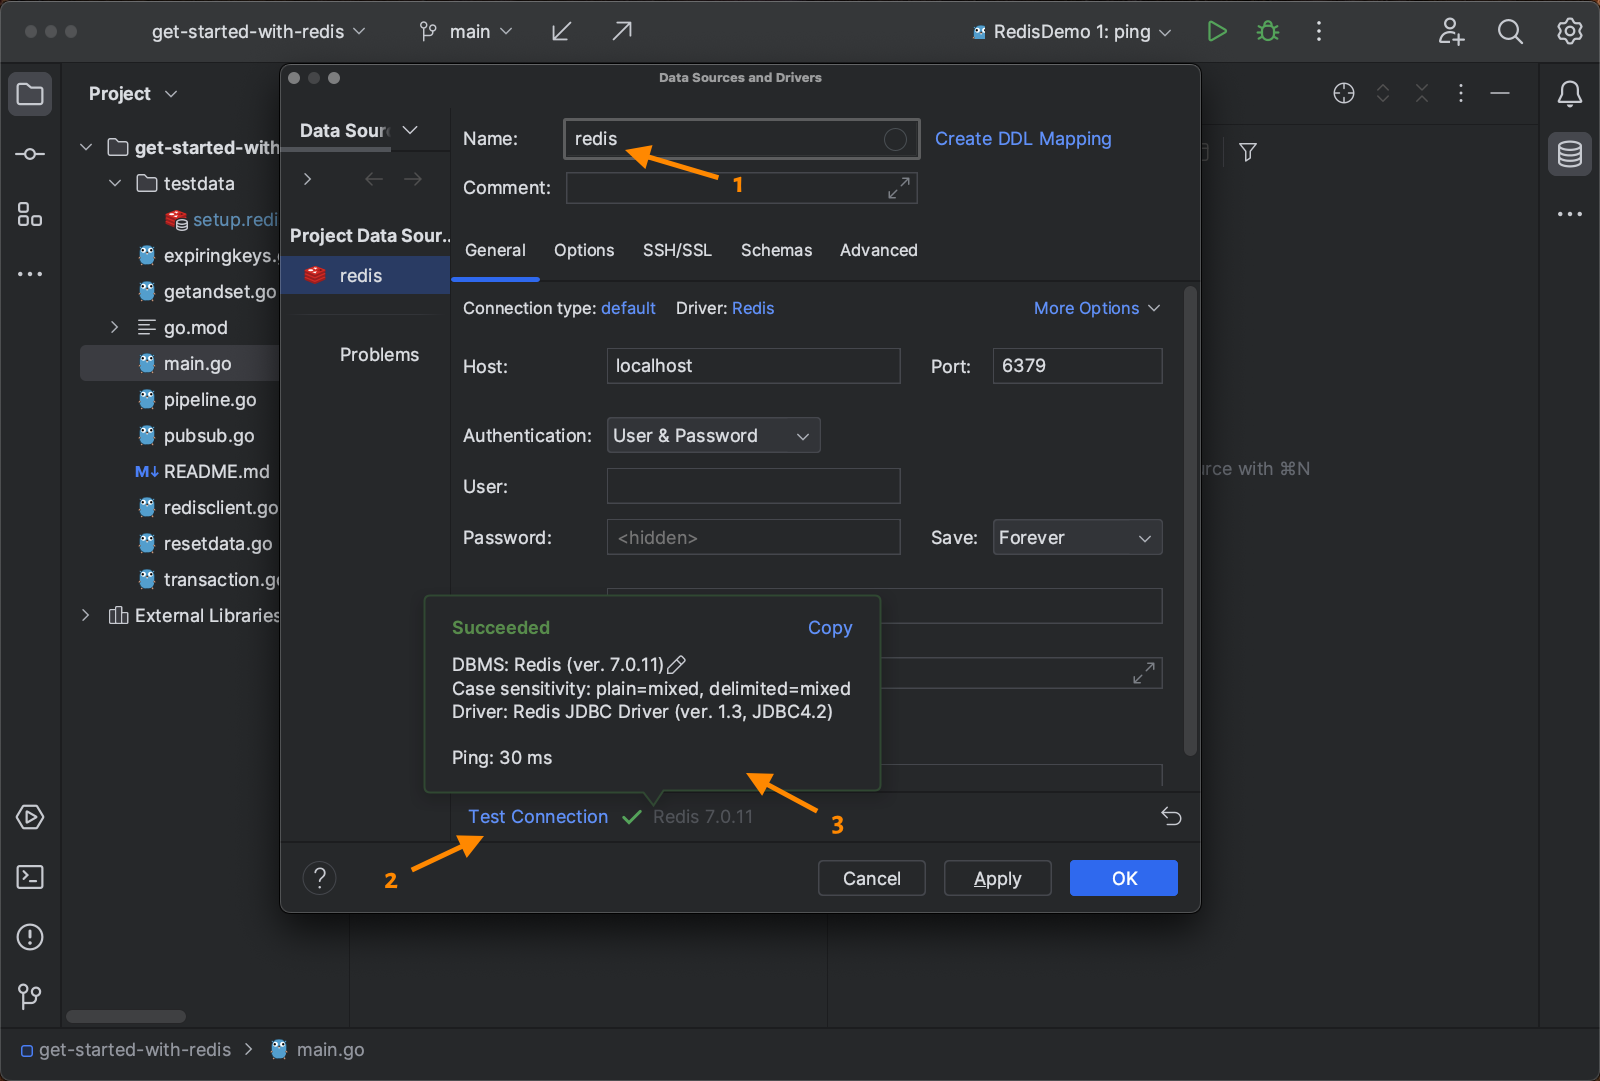 get-started-with-redis
main
RedisDemo 1: ping
Project
get-started-with
testdata
setup.redi
expiringkeys.
getandset.go
go.mod
main.go
pipeline.go
pubsub.go
M↓ README.md
redisclient.go
resetdata.go
transaction.go
External Libraries
Data Sources and Drivers
Data Sour
Project Data Sour..
redis
Problems
Name: redis
Create DDL Mapping
1
Comment:
General Options SSH/SSL Schemas Advanced
Connection type: default Driver: Redis More Options
Host: localhost Port: 6379
Authentication: User & Password
User:
Password: <hidden> Save: Forever
Succeeded Copy
DBMS: Redis (ver. 7.0.11)
Case sensitivity: plain=mixed, delimited=mixed
Driver: Redis JDBC Driver (ver. 1.3, JDBC4.2)
Ping: 30 ms
3
Test Connection ✓ Redis 7.0.11
2
? Cancel Apply OK
urce with ⌘N
get-started-with-redis > main.go